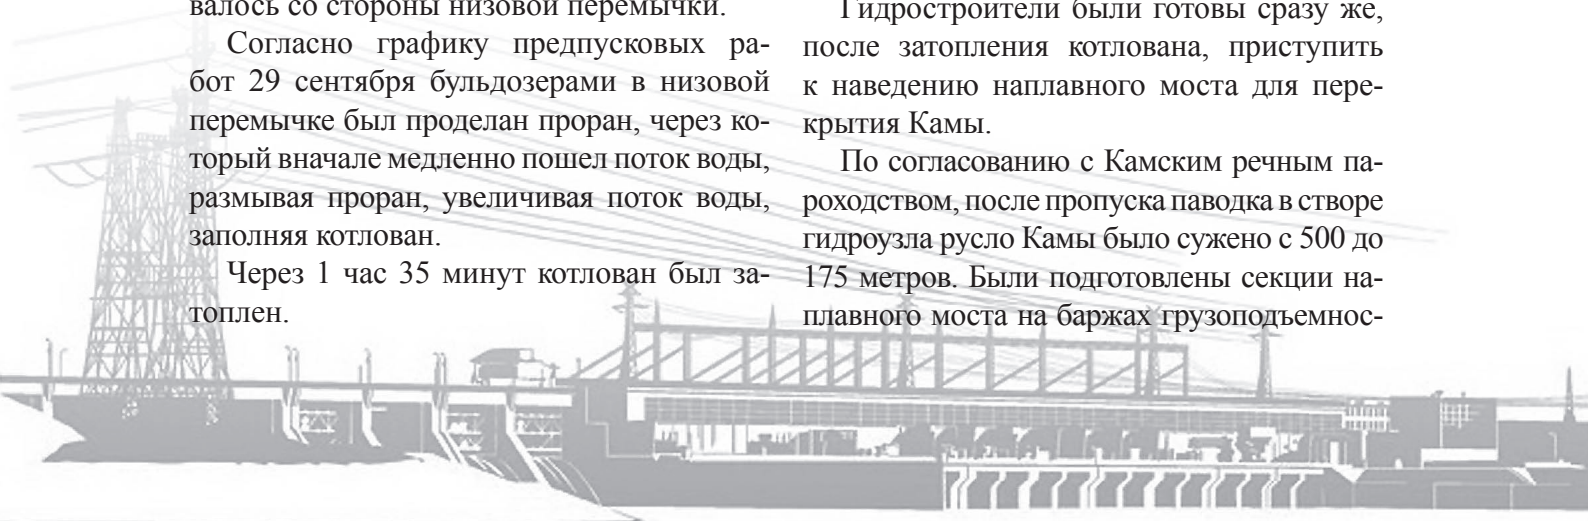 валось со стороны низовой перемычки.
Согласно графику предпусковых ра-
бот 29 сентября бульдозерами в низовой
перемычке был проделан проран, через ко-
торый вначале медленно пошел поток воды,
размывая проран, увеличивая поток воды,
заполняя котлован.
Через 1 час 35 минут котлован был за-
топлен.
Гидростроители были готовы сразу же,
после затопления котлована, приступить
к наведению наплавного моста для пере-
крытия Камы.
По согласованию с Камским речным па-
роходством, после пропуска паводка в створе
гидроузла русло Камы было сужено с 500 до
175 метров. Были подготовлены секции на-
плавного моста на баржах грузоподъемнос-